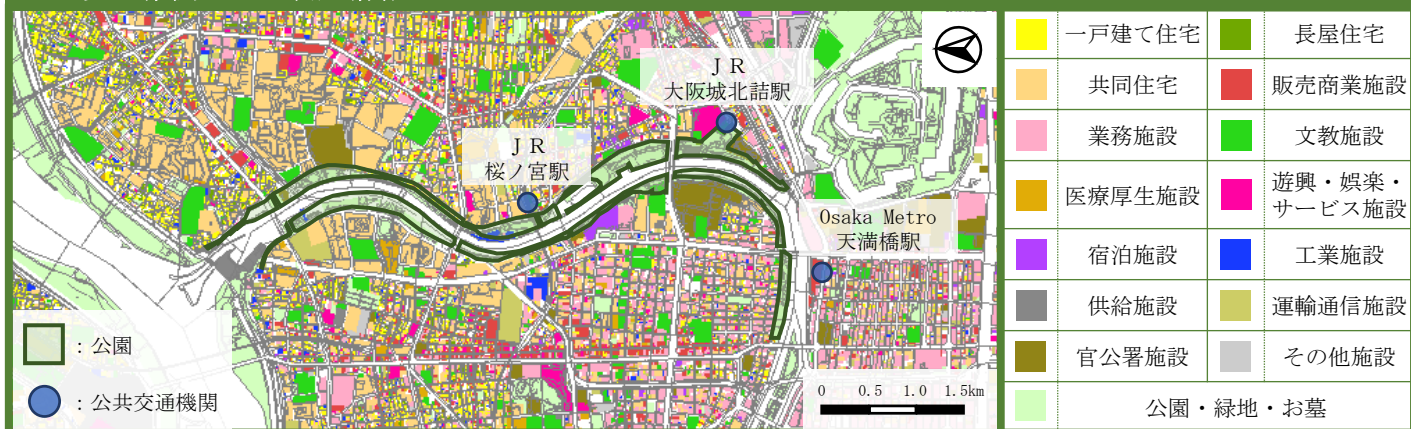 JR
大阪城北詰駅
JR
桜ノ宮駅
Osaka Metro
天満橋駅
:公園
:公共交通機関
0 0.5 1.0 1.5km
一戸建て住宅 長屋住宅
共同住宅 販売商業施設
業務施設 文教施設
医療厚生施設 遊興・娯楽・
サービス施設
宿泊施設 工業施設
供給施設 運輸通信施設
官公署施設 その他施設
公園・緑地・お墓